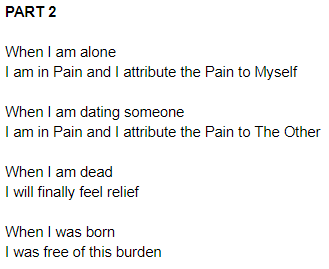 PART 2
When I am alone
I am in Pain and I attribute the Pain to Myself
When I am dating someone
I am in Pain and I attribute the Pain to The Other
When I am dead
I will finally feel relief
When I was born
I was free of this burden